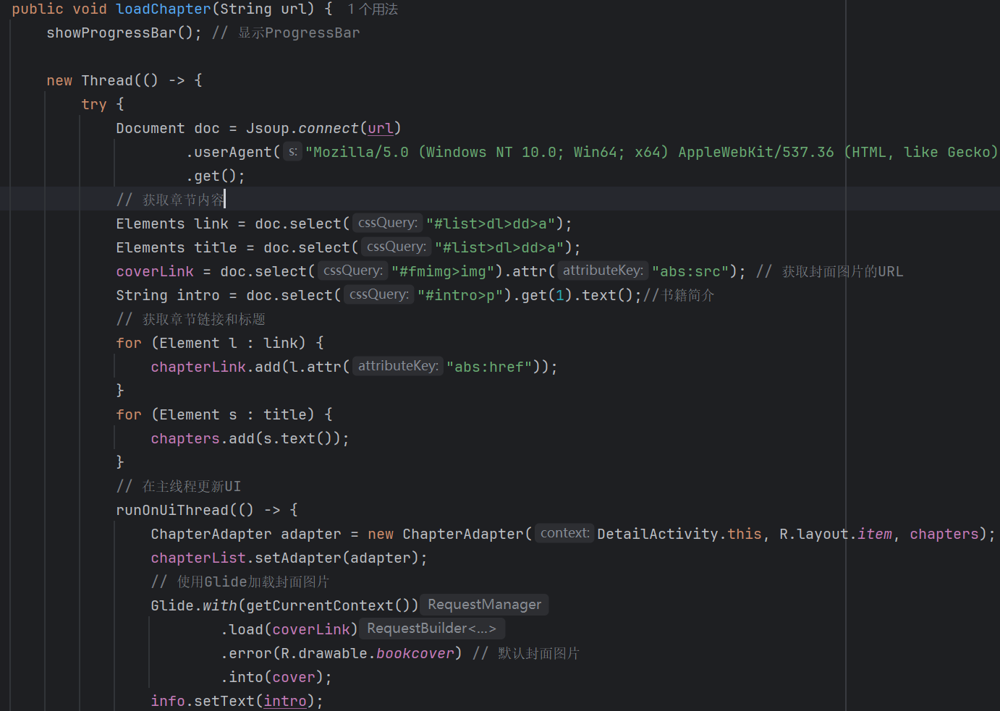 public void loadChapter(String url) { 1个用法
showProgressBar(); // 显示ProgressBar
new Thread(() -> {
try {
Document doc = Jsoup.connect(url)
.userAgent( s: "Mozilla/5.0 (Windows NT 10.0; Win64; x64) AppleWebKit/537.36 (HTML, like Gecko)
.get();
// 获取章节内容
Elements link = doc.select( cssQuery: "#list>dl>dd>a");
Elements title = doc.select( cssQuery: "#list>dl>dd>a");
coverLink = doc.select( cssQuery: "#fmimg>img").attr( attributeKey: "abs:src"); // 获取封面图片的URL
String intro = doc.select( cssQuery: "#intro>p").get(1).text();//书籍简介
// 获取章节链接和标题
for (Element l : link) {
chapterLink.add(l.attr( attributeKey: "abs:href"));
}
for (Element s : title) {
chapters.add(s.text());
}
// 在主线程更新UI
runOnUiThread(() -> {
ChapterAdapter adapter = new ChapterAdapter( context: DetailActivity.this, R.layout.item, chapters);
chapterList.setAdapter(adapter);
// 使用Glide加载封面图片
Glide.with(getCurrentContext()) RequestManager
.load(coverLink) RequestBuilder<...>
.error(R.drawable.bookcover) // 默认封面图片
.into(cover);
info.setText(intro);